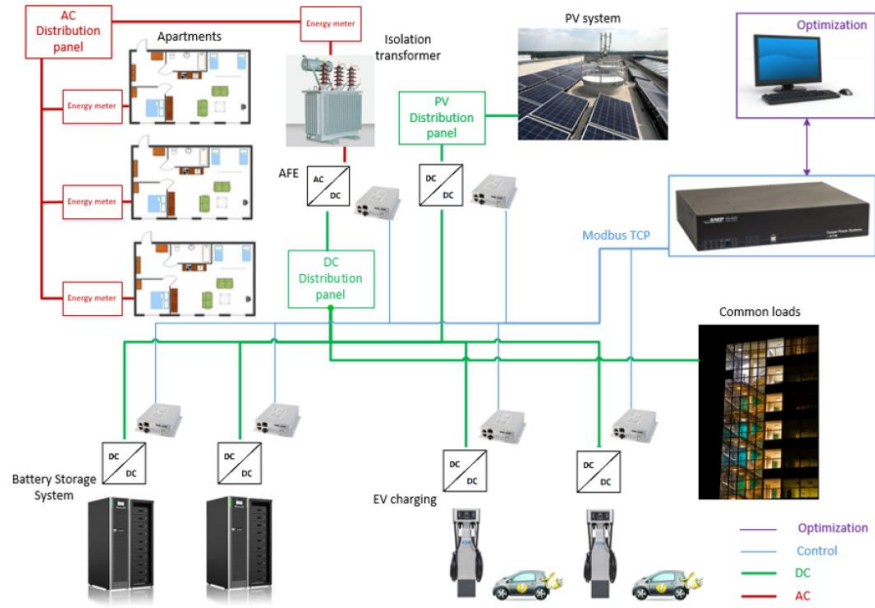 AC
Distribution
panel
Energy meter
Apartments
Isolation
transformer
PV system
Optimization
Energy meter
PV
Distribution
panel
AFE
AC
DC
DC
DC
Energy meter
Modbus TCP
DC
Distribution
panel
Energy meter
Common loads
DC
DC
DC
DC
DC
DC
DC
DC
Battery Storage
System
EV charging
Optimization
Control
DC
AC